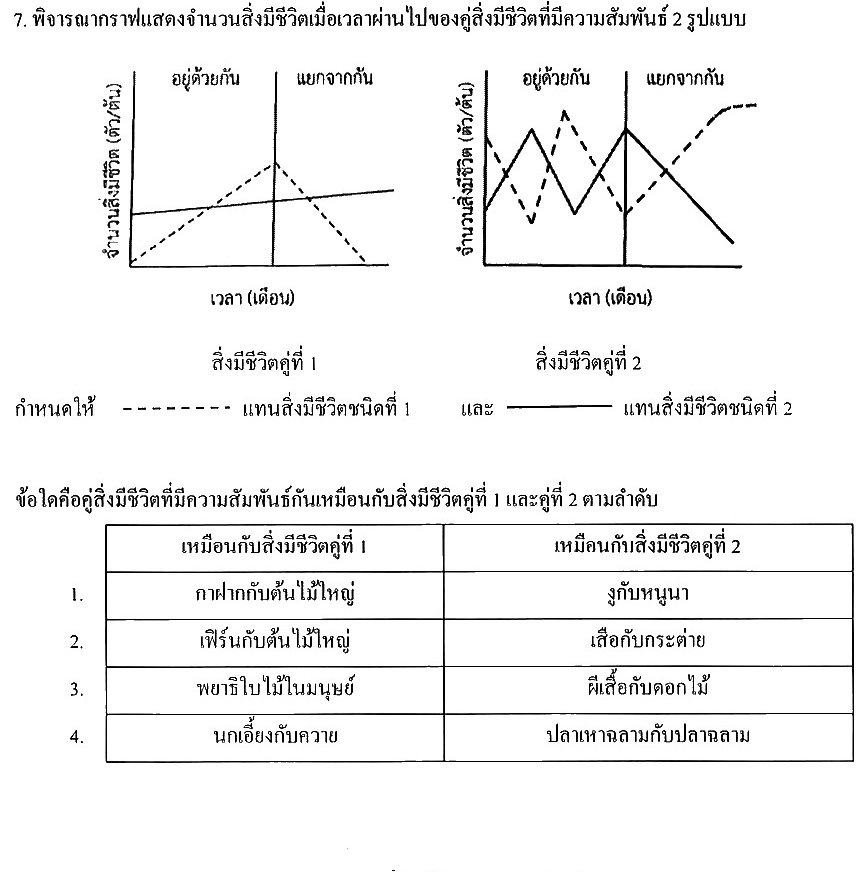 7. พิจารณากราฟแสดงจำนวนสิ่งมีชีวิตเมื่อเวลาผ่านไปของคู่สิ่งมีชีวิตที่มีความสัมพันธ์ 2 รูปแบบ
อยู่ด้วยกัน แยกจากกัน
จำนวนสิ่งมีชีวิต (ตัว/ต้น)
เวลา (เดือน)
อยู่ด้วยกัน แยกจากกัน
จำนวนสิ่งมีชีวิต (ตัว/ต้น)
เวลา (เดือน)
สิ่งมีชีวิตคู่ที่ 1 สิ่งมีชีวิตคู่ที่ 2
กำหนดให้ แทนสิ่งมีชีวิตชนิดที่ 1 และ แทนสิ่งมีชีวิตชนิดที่ 2
ข้อใดคือคู่สิ่งมีชีวิตที่มีความสัมพันธ์กันเหมือนกับสิ่งมีชีวิตคู่ที่ 1 และคู่ที่ 2 ตามลำดับ
เหมือนกับสิ่งมีชีวิตคู่ที่ 1 เหมือนกับสิ่งมีชีวิตคู่ที่ 2
1. กาฝากกับต้นไม้ใหญ่ งูกับหนูนา
2. เฟิร์นกับต้นไม้ใหญ่ เสือกับกระต่าย
3. พยาธิใบไม้ในมนุษย์ ผีเสื้อกับดอกไม้
4. นกเอี้ยงกับควาย ปลาเหาฉลามกับปลาฉลาม